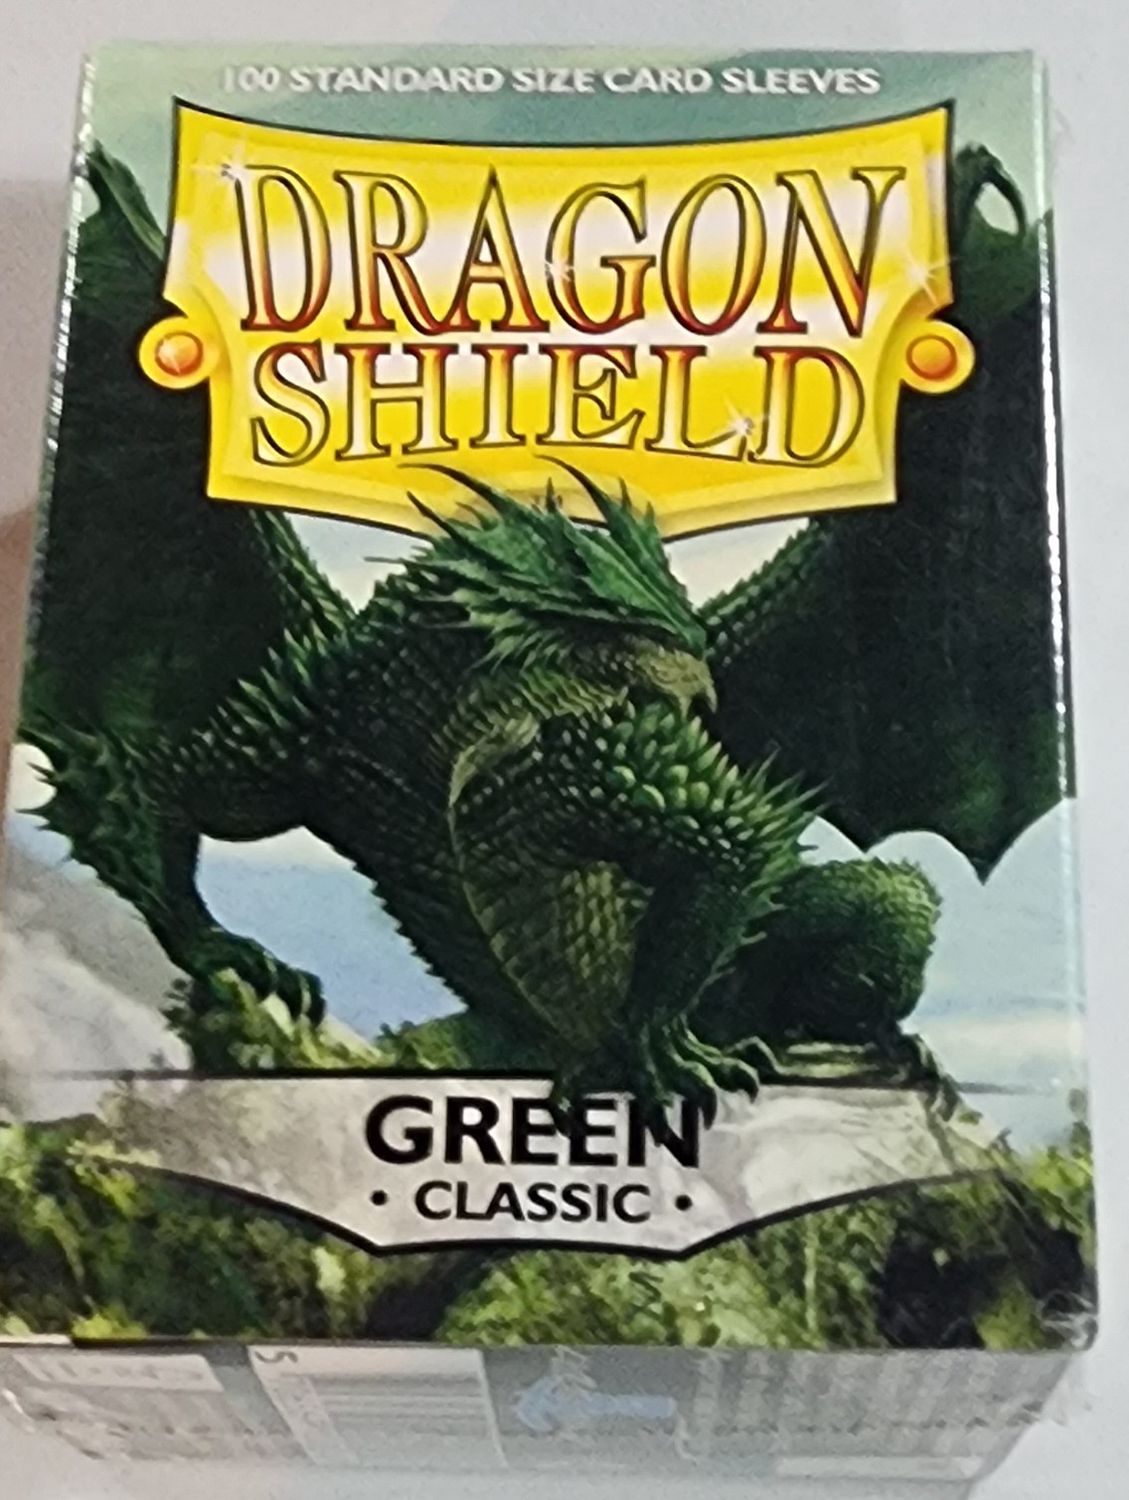 100 STANDARD SIZE CARD SLEEVES
DRAGON
SHIELD
GREEN
• CLASSIC •